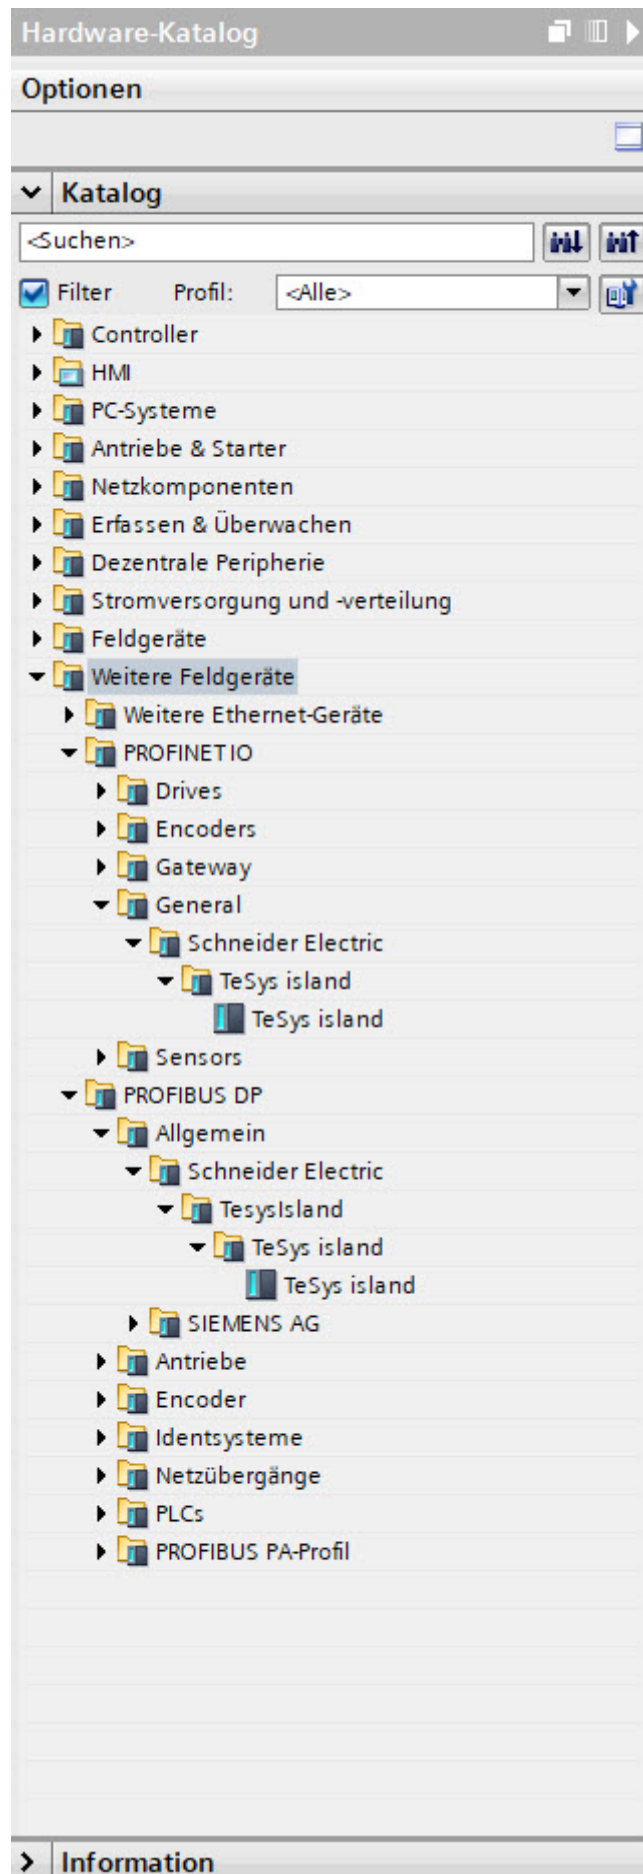 Hardware-Katalog
Optionen
Katalog
<Suchen>
Filter Profil: <Alle>
Controller
HMI
PC-Systeme
Antriebe & Starter
Netzkomponenten
Erfassen & Überwachen
Dezentrale Peripherie
Stromversorgung und -verteilung
Feldgeräte
Weitere Feldgeräte
Weitere Ethernet-Geräte
PROFINET IO
Drives
Encoders
Gateway
General
Schneider Electric
TeSys island
TeSys island
Sensors
PROFIBUS DP
Allgemein
Schneider Electric
TesysIsland
TeSys island
TeSys island
SIEMENS AG
Antriebe
Encoder
Identsysteme
Netzübergänge
PLCs
PROFIBUS PA-Profil
Information